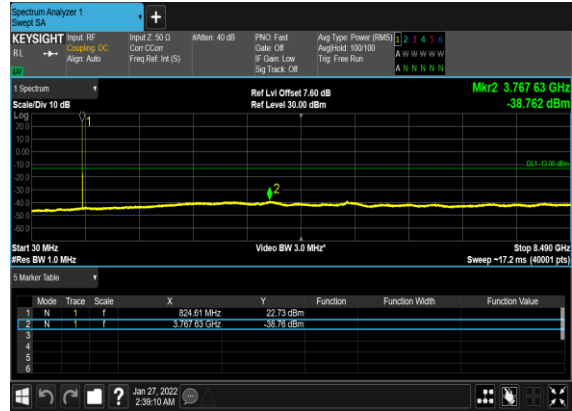 Spectrum Analyzer 1
Swept SA
+
KEYSIGHT Input: RF Input Z: 50 Ω #Atten: 40 dB PNO: Fast Avg Type: Power (RMS) 1 2 3 4 5 6
RL Coupling: DC Corr CCorr Gate: Off Avg|Hold: 100/100 A W W W W W
Align: Auto Freq Ref: Int (S) IF Gain: Low Trig: Free Run
Sig Track: Off A N N N N N
1 Spectrum Ref Lvl Offset 7.60 dB Mkr2 3.767 63 GHz
Scale/Div 10 dB Ref Level 30.00 dBm -38.762 dBm
Log
1
20.0
10.0
0.00
-10.0
DL1 -13.00 dBm
-20.0
-30.0
2
-40.0
-50.0
-60.0
Start 30 MHz Video BW 3.0 MHz* Stop 8.490 GHz
#Res BW 1.0 MHz Sweep ~17.2 ms (40001 pts)
5 Marker Table
Mode Trace Scale X Y Function Function Width Function Value
1 N 1 f 824.61 MHz 22.73 dBm
2 N 1 f 3.767 63 GHz -38.76 dBm
3
4
5
6
? Jan 27, 2022
2:39:10 AM